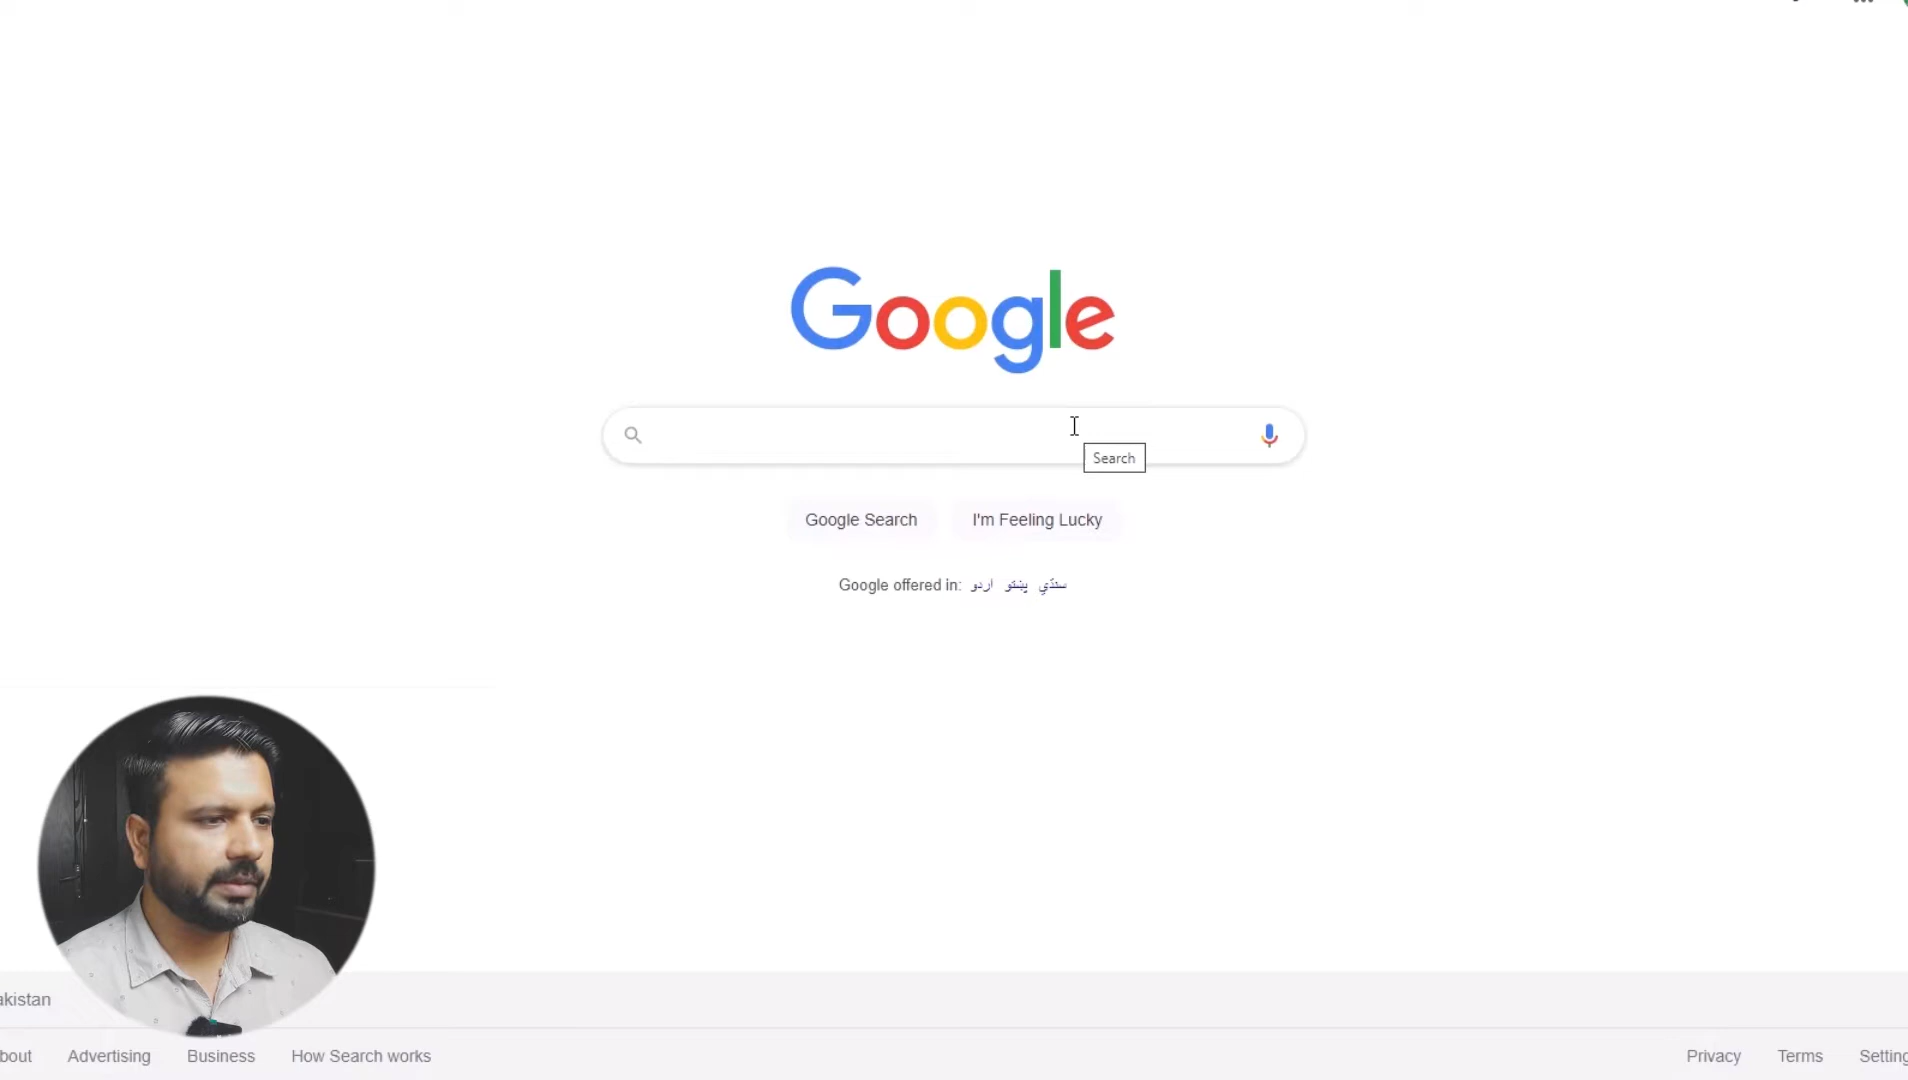 Google
Search
Google Search
I'm Feeling Lucky
Google offered in: اردو پښتو سنڌي
akistan
bout
Advertising
Business
How Search works
Privacy
Terms
Setting